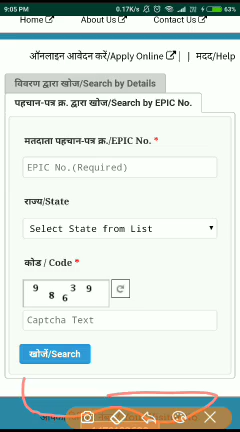 9:05 PM 0.17K/s 63%
Home About Us Contact Us
ऑनलाइन आवेदन करें/Apply Online | | मदद/Help
विवरण द्वारा खोज/Search by Details
पहचान-पत्र क्र. द्वारा खोज/Search by EPIC No.
मतदाता पहचान-पत्र क्र./EPIC No. *
EPIC No.(Required)
राज्य/State
Select State from List
कोड / Code *
9 8 6 3 9
Captcha Text
खोजें/Search